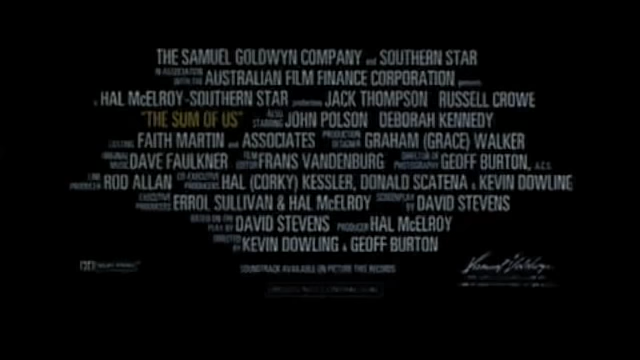 THE SAMUEL GOLDWYN COMPANY and SOUTHERN STAR
IN ASSOCIATION WITH THE AUSTRALIAN FILM FINANCE CORPORATION presents
A HAL McELROY-SOUTHERN STAR production JACK THOMPSON RUSSELL CROWE
"THE SUM OF US" ALSO STARRING JOHN POLSON DEBORAH KENNEDY
CASTING FAITH MARTIN and ASSOCIATES PRODUCTION DESIGNER GRAHAM (GRACE) WALKER
ORIGINAL MUSIC DAVE FAULKNER FILM EDITOR FRANS VANDENBURG DIRECTOR OF PHOTOGRAPHY GEOFF BURTON, A.C.S.
LINE PRODUCER ROD ALLAN CO-EXECUTIVE PRODUCERS HAL (CORKY) KESSLER, DONALD SCATENA & KEVIN DOWLING
EXECUTIVE PRODUCERS ERROL SULLIVAN & HAL McELROY SCREENPLAY BY DAVID STEVENS
BASED ON THE PLAY BY DAVID STEVENS PRODUCER HAL McELROY
DIRECTED BY KEVIN DOWLING & GEOFF BURTON
SOUNDTRACK AVAILABLE ON PICTURE THIS RECORDS
Samuel Goldwyn